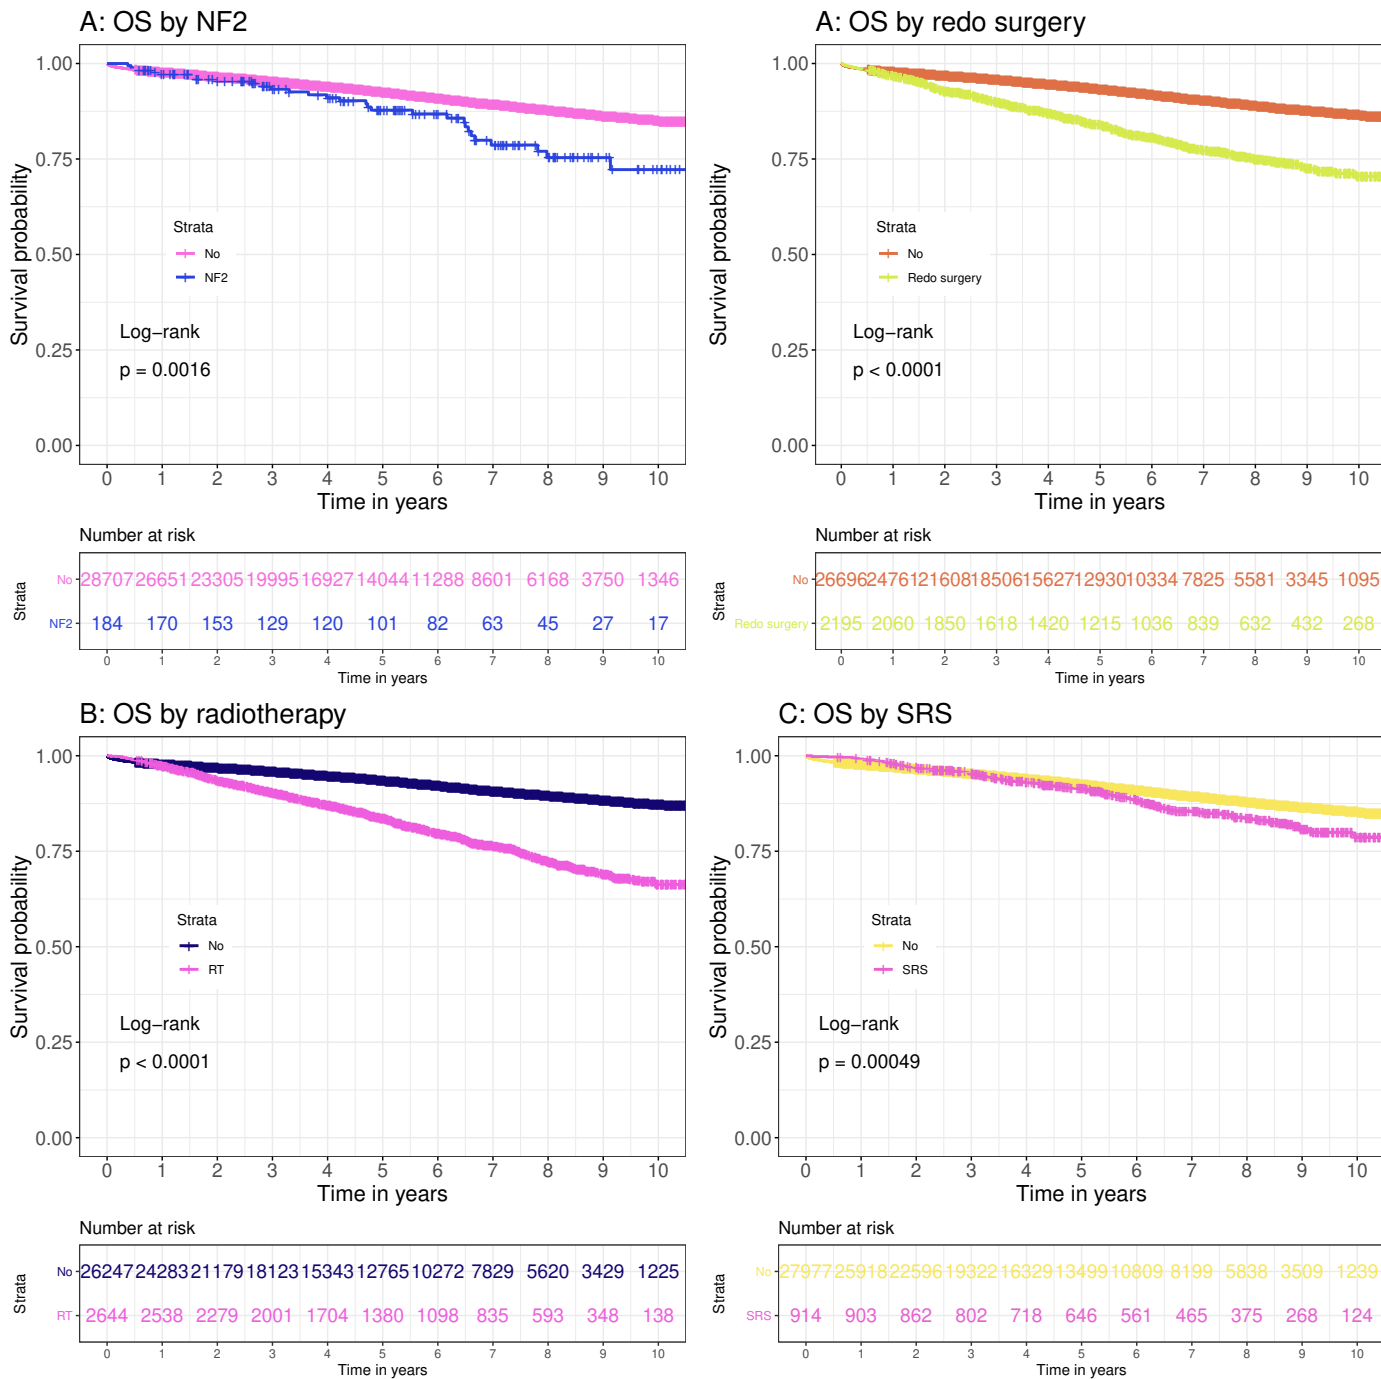 A: OS by NF2
Survival probability
1.00
0.75
0.50
0.25
0.00
Strata
No
NF2
Log−rank
p = 0.0016
0 1 2 3 4 5 6 7 8 9 10
Time in years
Number at risk
Strata
No 28707 26651 23305 19995 16927 14044 11288 8601 6168 3750 1346
NF2 184 170 153 129 120 101 82 63 45 27 17
0 1 2 3 4 5 6 7 8 9 10
Time in years
A: OS by redo surgery
Survival probability
1.00
0.75
0.50
0.25
0.00
Strata
No
Redo surgery
Log−rank
p < 0.0001
0 1 2 3 4 5 6 7 8 9 10
Time in years
Number at risk
Strata
No 26696 24761 21608 18506 15627 12930 10334 7825 5581 3345 1095
Redo surgery 2195 2060 1850 1618 1420 1215 1036 839 632 432 268
0 1 2 3 4 5 6 7 8 9 10
Time in years
B: OS by radiotherapy
Survival probability
1.00
0.75
0.50
0.25
0.00
Strata
No
RT
Log−rank
p < 0.0001
0 1 2 3 4 5 6 7 8 9 10
Time in years
Number at risk
Strata
No 26247 24283 21179 18123 15343 12765 10272 7829 5620 3429 1225
RT 2644 2538 2279 2001 1704 1380 1098 835 593 348 138
0 1 2 3 4 5 6 7 8 9 10
Time in years
C: OS by SRS
Survival probability
1.00
0.75
0.50
0.25
0.00
Strata
No
SRS
Log−rank
p = 0.00049
0 1 2 3 4 5 6 7 8 9 10
Time in years
Number at risk
Strata
No 27977 25918 22596 19322 16329 13499 10809 8199 5838 3509 1239
SRS 914 903 862 802 718 646 561 465 375 268 124
0 1 2 3 4 5 6 7 8 9 10
Time in years